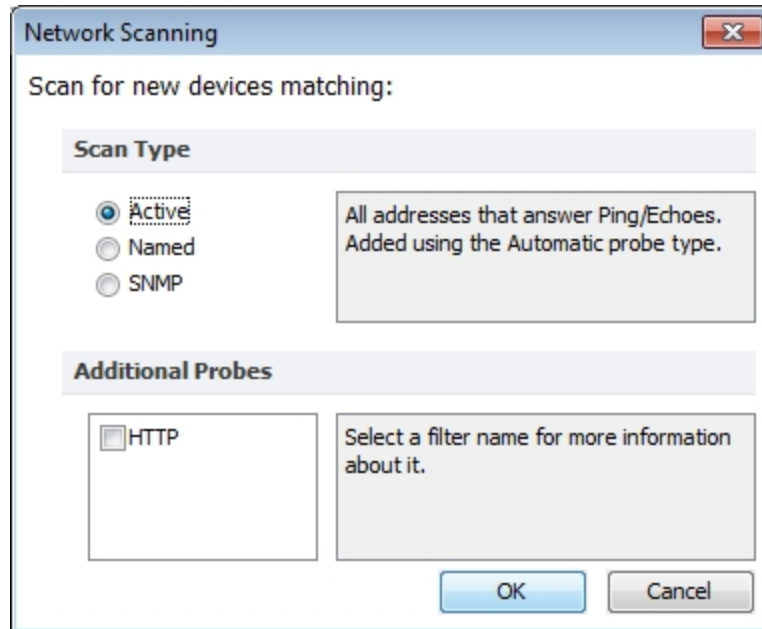 Network Scanning
Scan for new devices matching:
Scan Type
Active
Named
SNMP
All addresses that answer Ping/Echoes.
Added using the Automatic probe type.
Additional Probes
HTTP
Select a filter name for more information
about it.
OK
Cancel